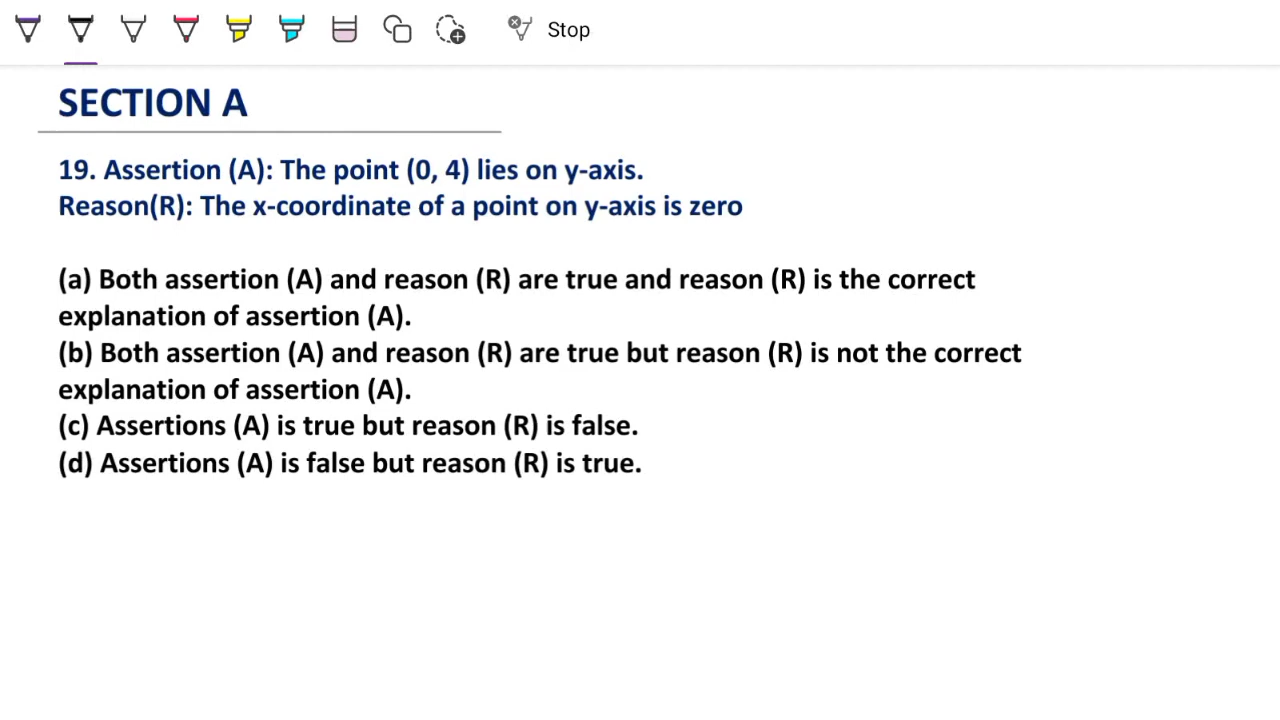 Stop
SECTION A
19. Assertion (A): The point (0, 4) lies on y-axis.
Reason(R): The x-coordinate of a point on y-axis is zero
(a) Both assertion (A) and reason (R) are true and reason (R) is the correct
explanation of assertion (A).
(b) Both assertion (A) and reason (R) are true but reason (R) is not the correct
explanation of assertion (A).
(c) Assertions (A) is true but reason (R) is false.
(d) Assertions (A) is false but reason (R) is true.